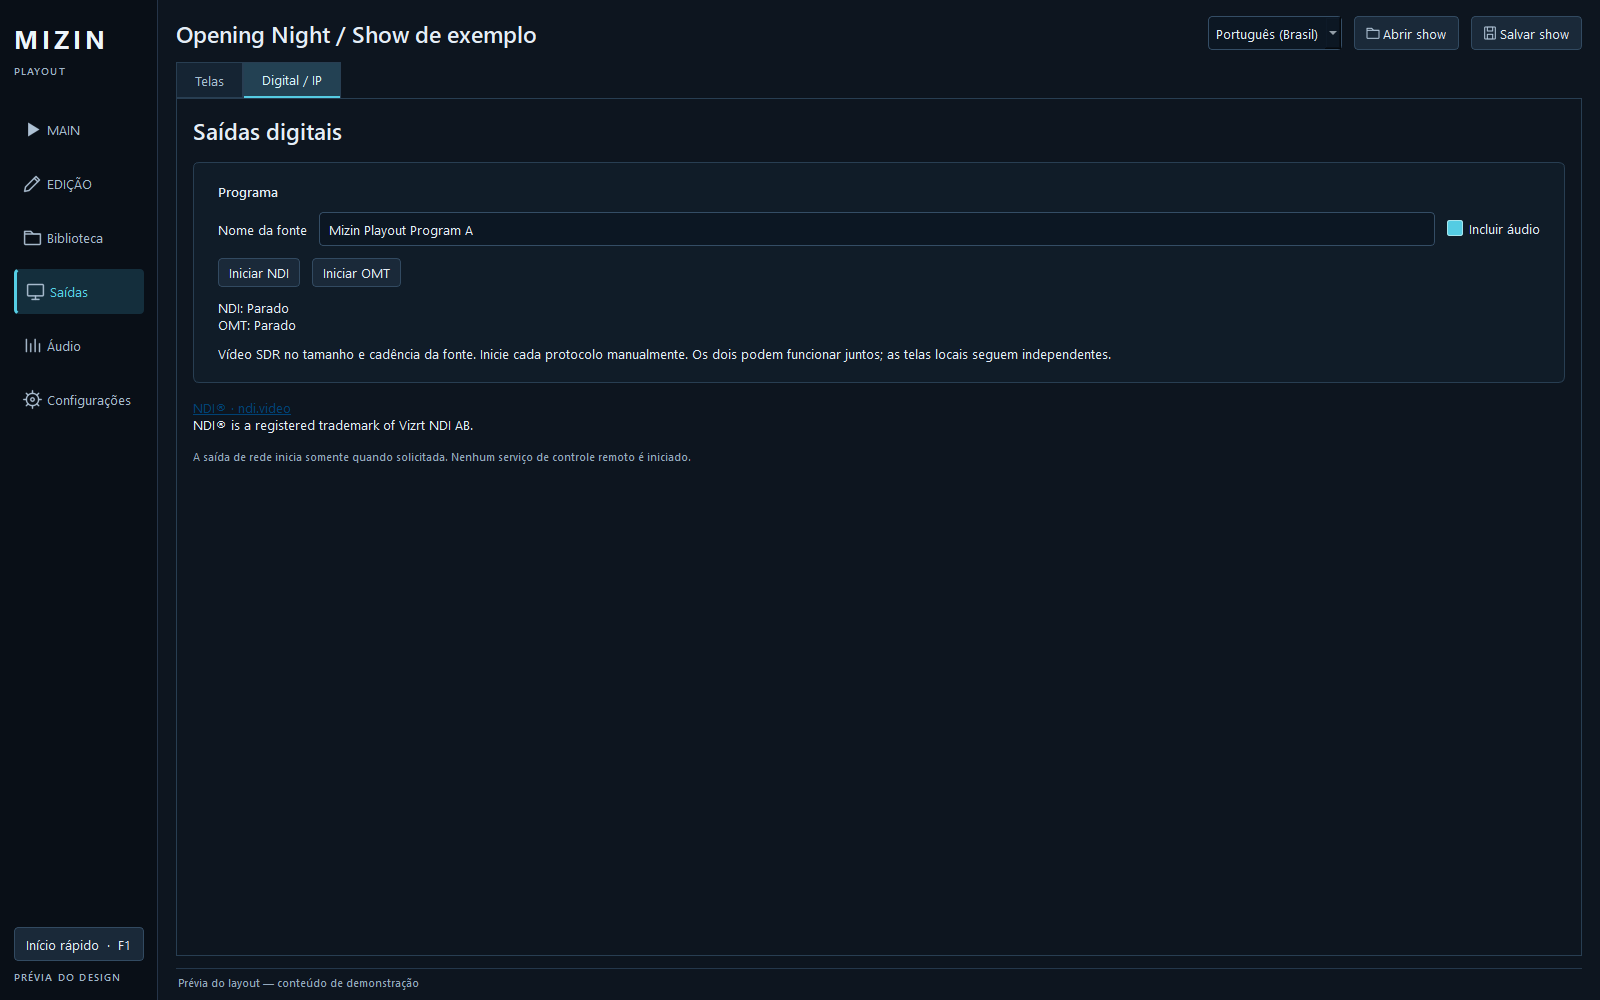 MIZIN
PLAYOUT
MAIN
EDIÇÃO
Biblioteca
Saídas
Áudio
Configurações
Início rápido · F1
PRÉVIA DO DESIGN
Opening Night / Show de exemplo
Português (Brasil)
Abrir show
Salvar show
Telas
Digital / IP
Saídas digitais
Programa
Nome da fonte
Mizin Playout Program A
Incluir áudio
Iniciar NDI
Iniciar OMT
NDI: Parado
OMT: Parado
Vídeo SDR no tamanho e cadência da fonte. Inicie cada protocolo manualmente. Os dois podem funcionar juntos; as telas locais seguem independentes.
NDI® · ndi.video
NDI® is a registered trademark of Vizrt NDI AB.
A saída de rede inicia somente quando solicitada. Nenhum serviço de controle remoto é iniciado.
Prévia do layout — conteúdo de demonstração